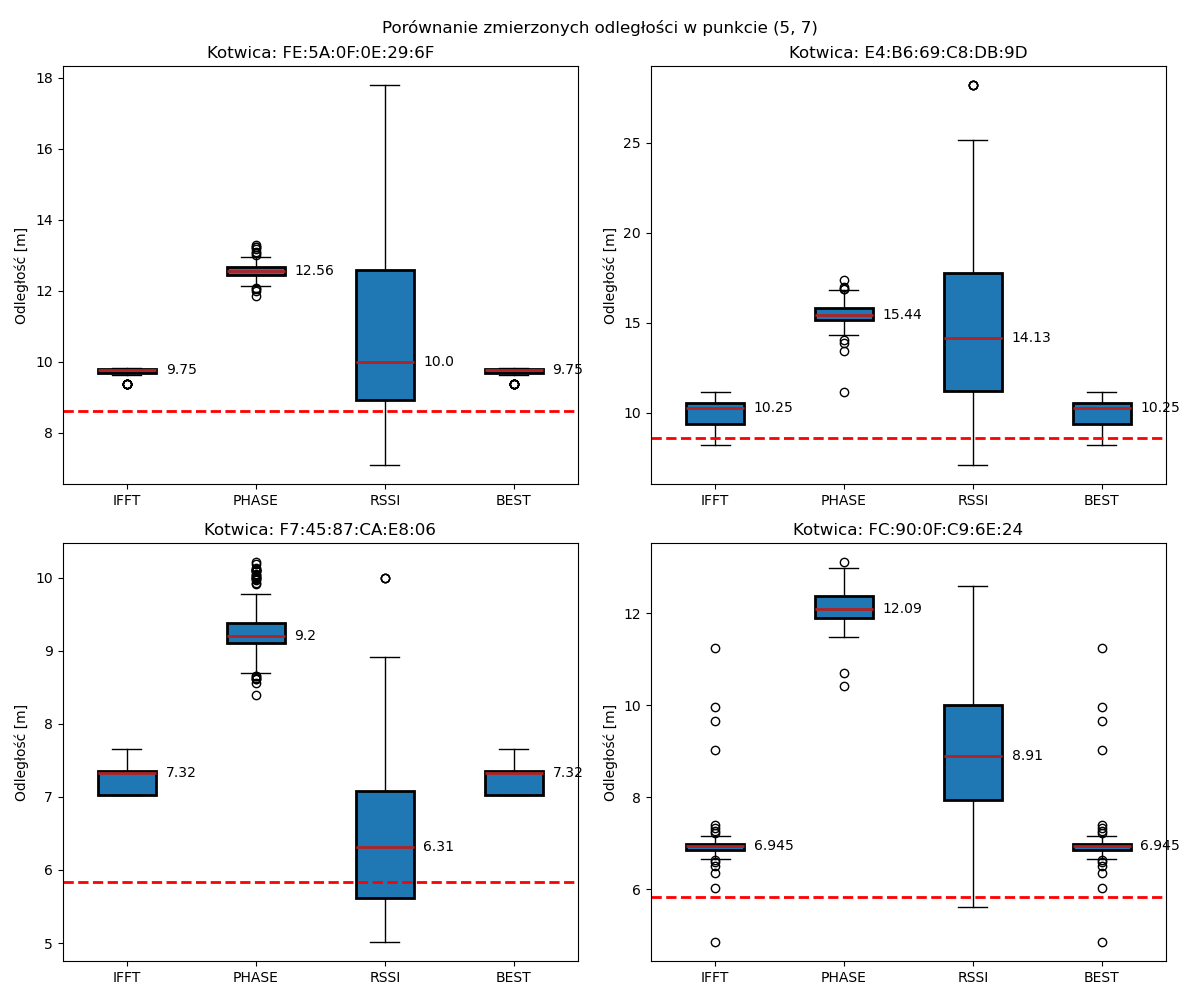 Porównanie zmierzonych odległości w punkcie (5, 7)
Kotwica: FE:5A:0F:0E:29:6F
Odległość [m]
18
16
14
12
10
8
12.56
10.0
9.75
9.75
IFFT PHASE RSSI BEST
Kotwica: E4:B6:69:C8:DB:9D
Odległość [m]
25
20
15
10
15.44
14.13
10.25
10.25
IFFT PHASE RSSI BEST
Kotwica: F7:45:87:CA:E8:06
Odległość [m]
10
9
8
7
6
5
9.2
7.32
7.32
6.31
IFFT PHASE RSSI BEST
Kotwica: FC:90:0F:C9:6E:24
Odległość [m]
12
10
8
6
12.09
8.91
6.945
6.945
IFFT PHASE RSSI BEST